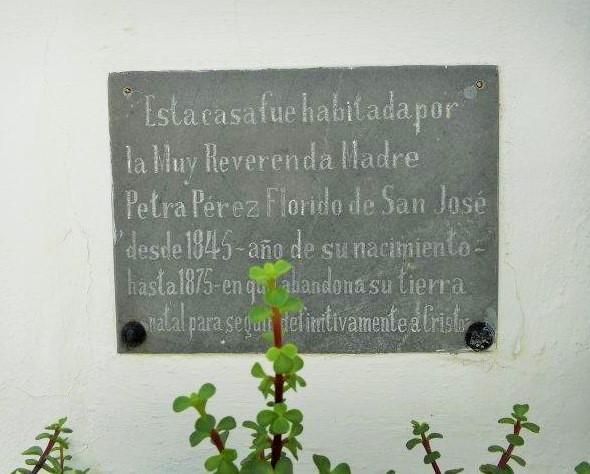 Esta casa fue habitada por
la Muy Reverenda Madre
Petra Pérez Florido de San José
desde 1845-año de su nacimiento-
hasta 1875-en que abandona su tierra
natal para seguir definitivamente a Cristo